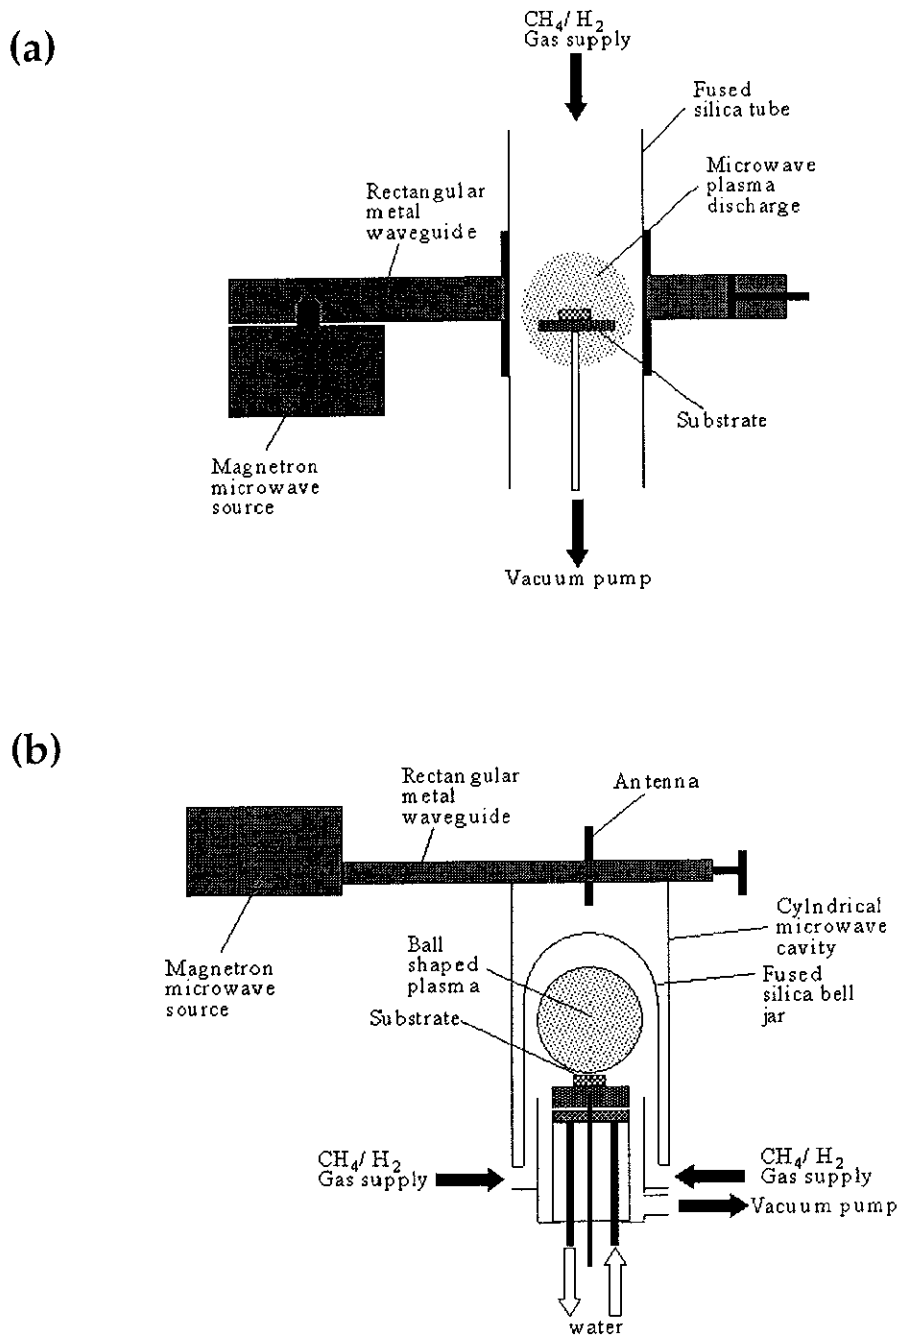 (a)
CH4/ H2
Gas supply
Fused
silica tube
Microwave
plasma
discharge
Rectangular
metal
waveguide
Substrate
Magnetron
microwave
source
Vacuum pump
(b)
Rectangular
metal
waveguide
Antenna
Cylndrical
microwave
cavity
Ball
shaped
plasma
Magnetron
microwave
source
Fused
silica bell
jar
Substrate
CH4/ H2
Gas supply
CH4/ H2
Gas supply
Vacuum pump
water